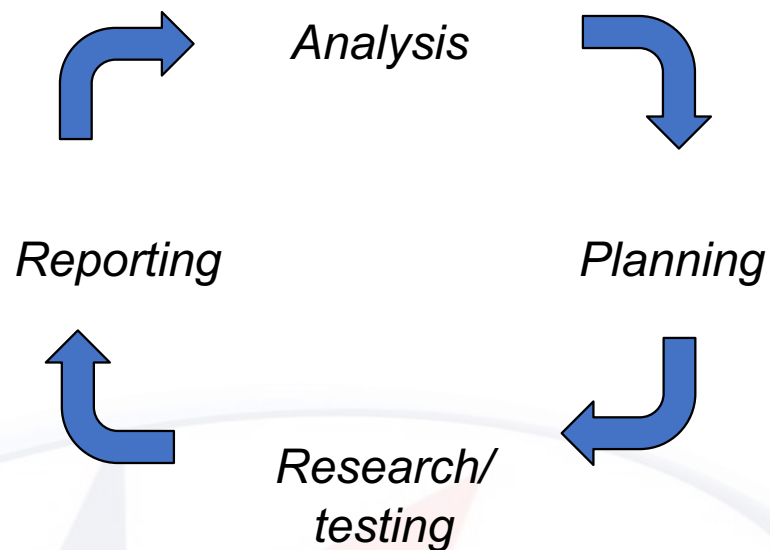 Analysis
Reporting
Planning
Research/
testing